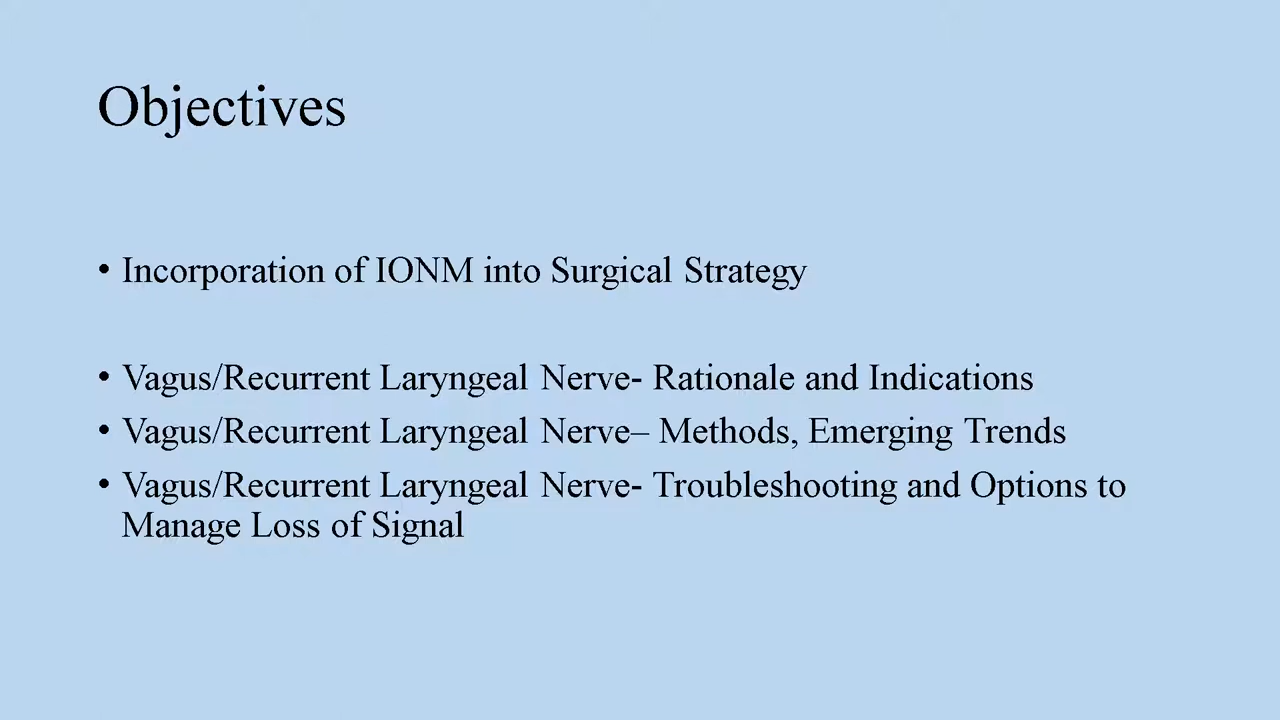 Objectives
• Incorporation of IONM into Surgical Strategy
• Vagus/Recurrent Laryngeal Nerve- Rationale and Indications
• Vagus/Recurrent Laryngeal Nerve– Methods, Emerging Trends
• Vagus/Recurrent Laryngeal Nerve- Troubleshooting and Options to
Manage Loss of Signal